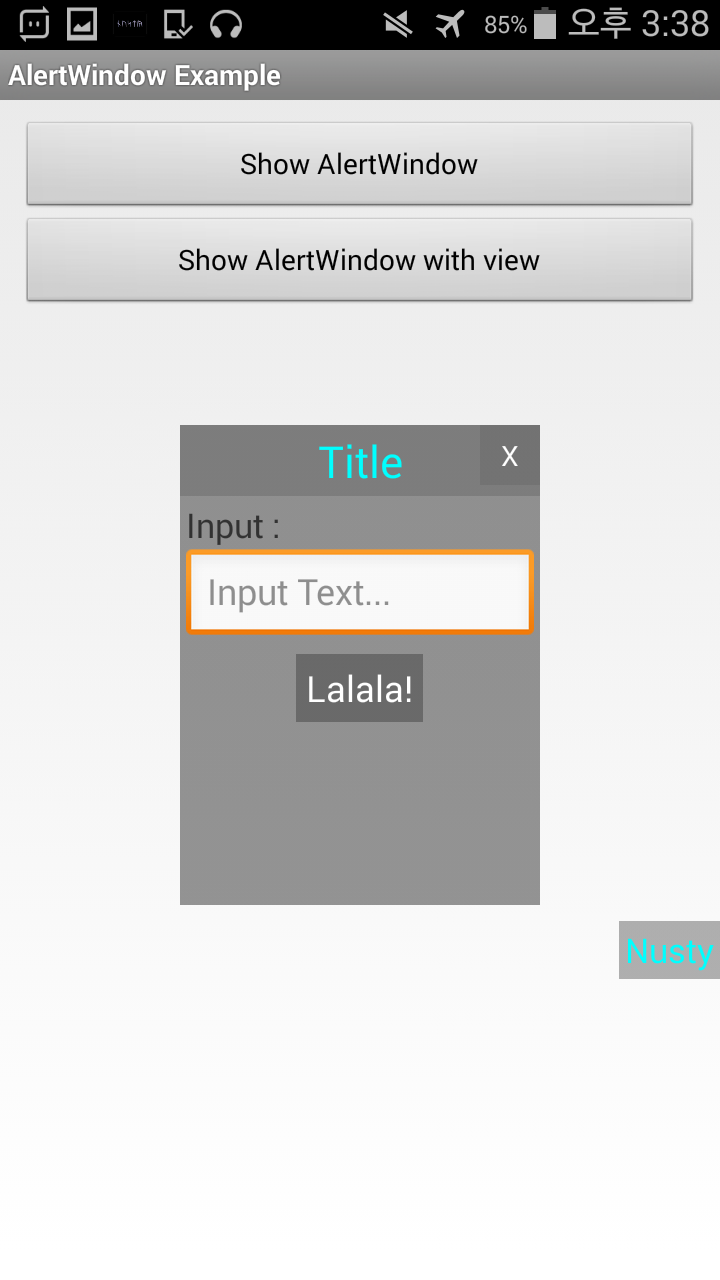 85% 오후 3:38
AlertWindow Example
Show AlertWindow
Show AlertWindow with view
Title X
Input :
Input Text...
Lalala!
Nusty